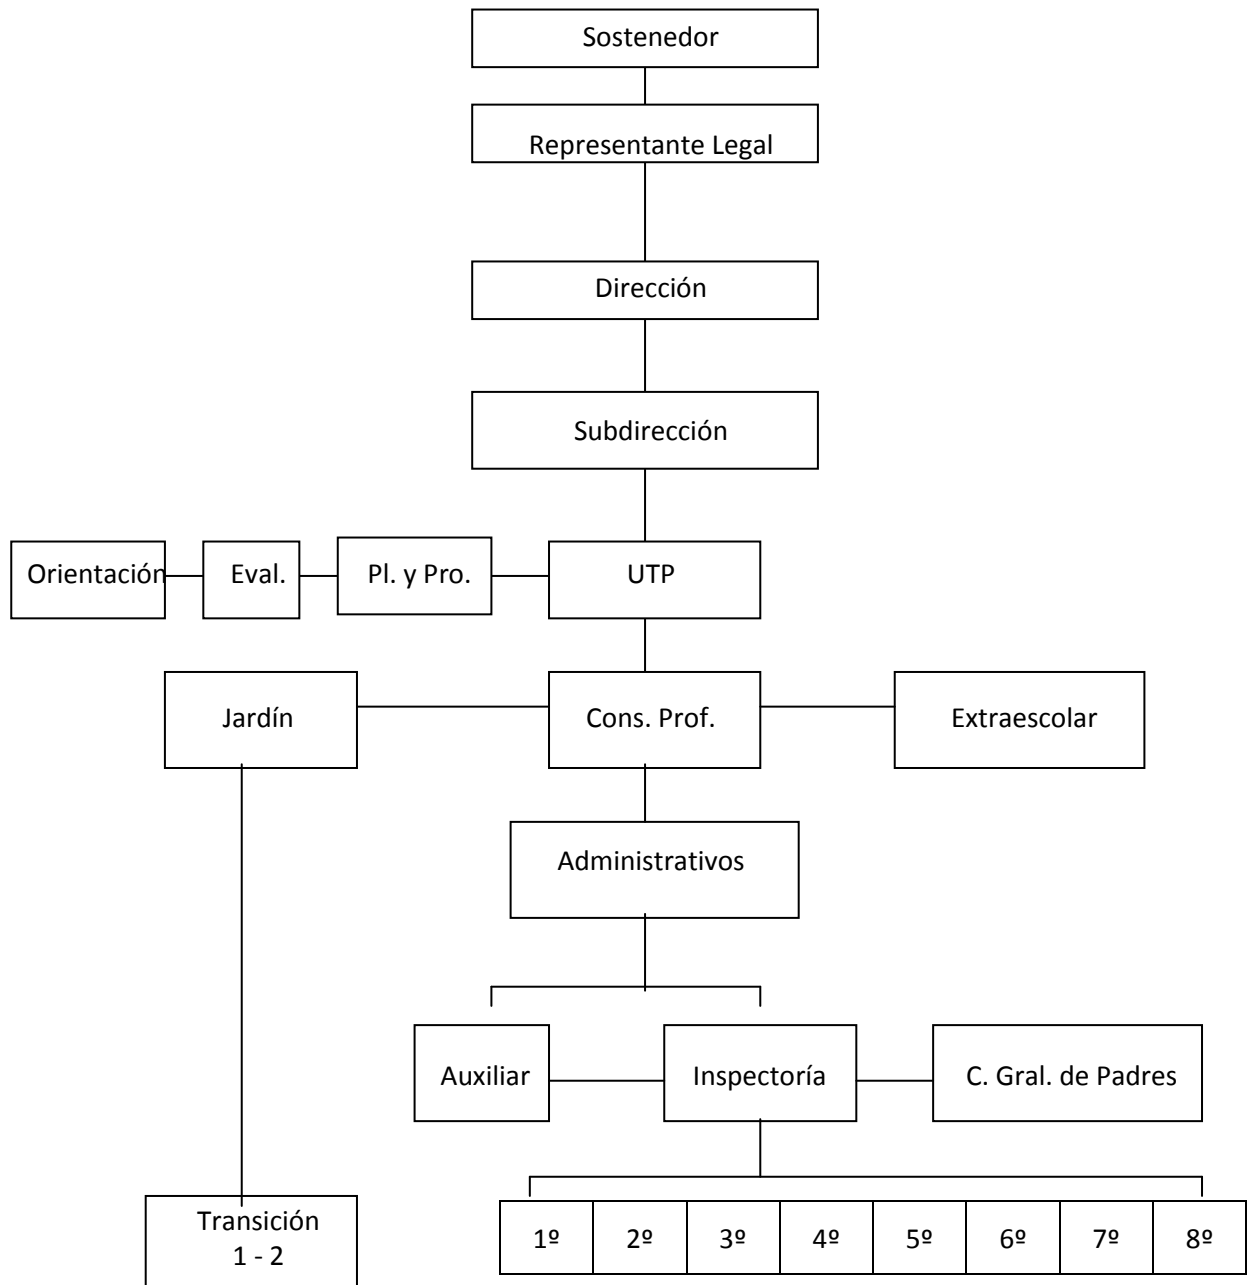 Sostenedor
Representante Legal
Dirección
Subdirección
Orientación
Eval.
Pl. y Pro.
UTP
Jardín
Cons. Prof.
Extraescolar
Administrativos
Auxiliar
Inspectoría
C. Gral. de Padres
Transición
1 - 2
1º
2º
3º
4º
5º
6º
7º
8º